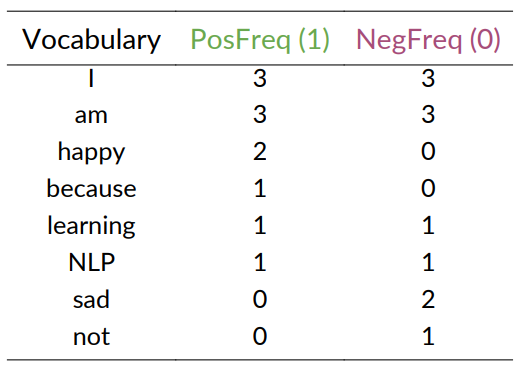 Vocabulary PosFreq (1) NegFreq (0)
I 3 3
am 3 3
happy 2 0
because 1 0
learning 1 1
NLP 1 1
sad 0 2
not 0 1